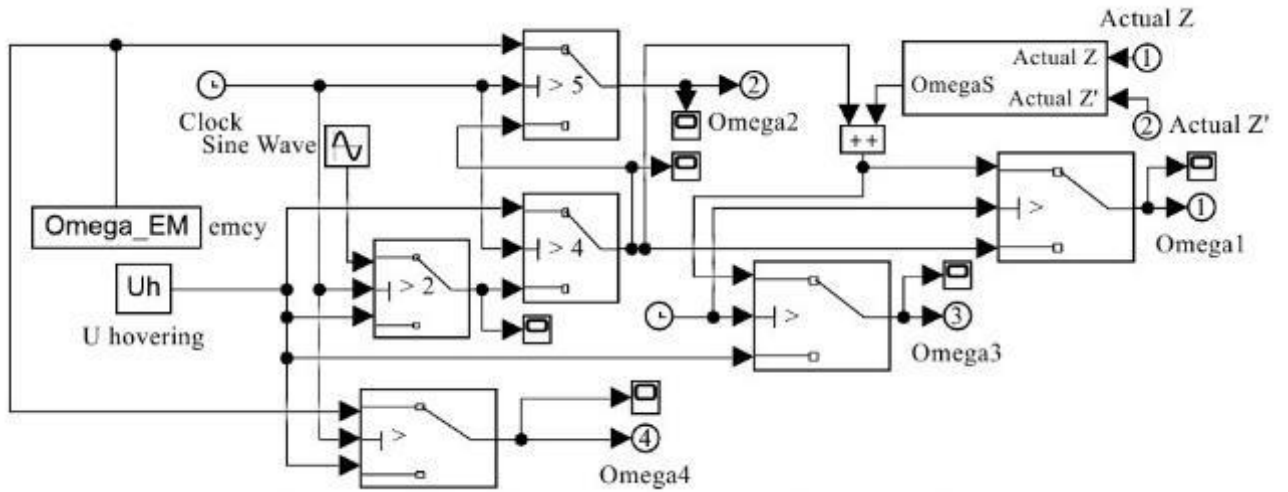 Actual Z
Actual Z
1
> 5
OmegaS
2
Actual Z'
Clock
Omega2
2
Actual Z'
Sine Wave
+ +
>
1
Omega_EM
emcy
> 4
Omega1
Uh
> 2
>
3
U hovering
Omega3
>
4
Omega4